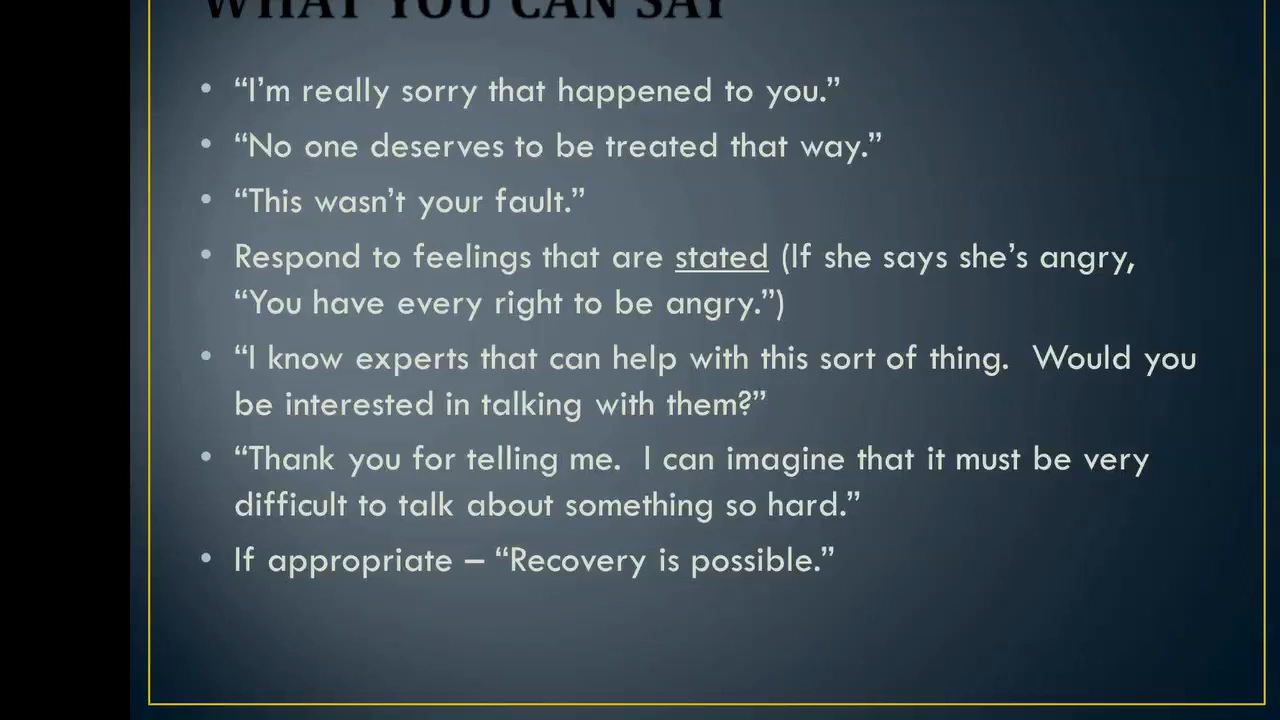 WHAT YOU CAN SAY
• “I’m really sorry that happened to you.”
• “No one deserves to be treated that way.”
• “This wasn’t your fault.”
• Respond to feelings that are stated (If she says she’s angry,
“You have every right to be angry.”)
• “I know experts that can help with this sort of thing.  Would you
be interested in talking with them?”
• “Thank you for telling me.  I can imagine that it must be very
difficult to talk about something so hard.”
• If appropriate – “Recovery is possible.”